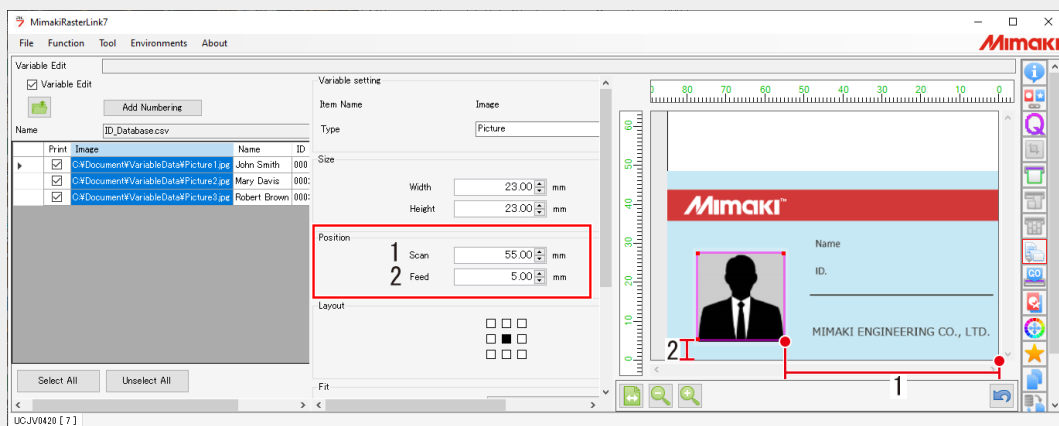 MimakiRasterLink7
File Function Tool Environments About
Mimaki
Variable Edit
Variable Edit
Add Numbering
Name ID_Database.csv
Print Image Name ID
C:¥Document¥VariableData¥Picture1.jpg John Smith 000
C:¥Document¥VariableData¥Picture2.jpg Mary Davis 000
C:¥Document¥VariableData¥Picture3.jpg Robert Brown 000
Select All Unselect All
UCJV0420 [ 7 ]
Variable setting
Item Name Image
Type Picture
Size
Width 23.00 mm
Height 23.00 mm
Position
1 Scan 55.00 mm
2 Feed 5.00 mm
Layout
Fit
80 70 60 50 40 30 20 10 0
60
50
40
30
20
10
0
Mimaki™
Name
ID.
MIMAKI ENGINEERING CO., LTD.
2
1
Q
GO